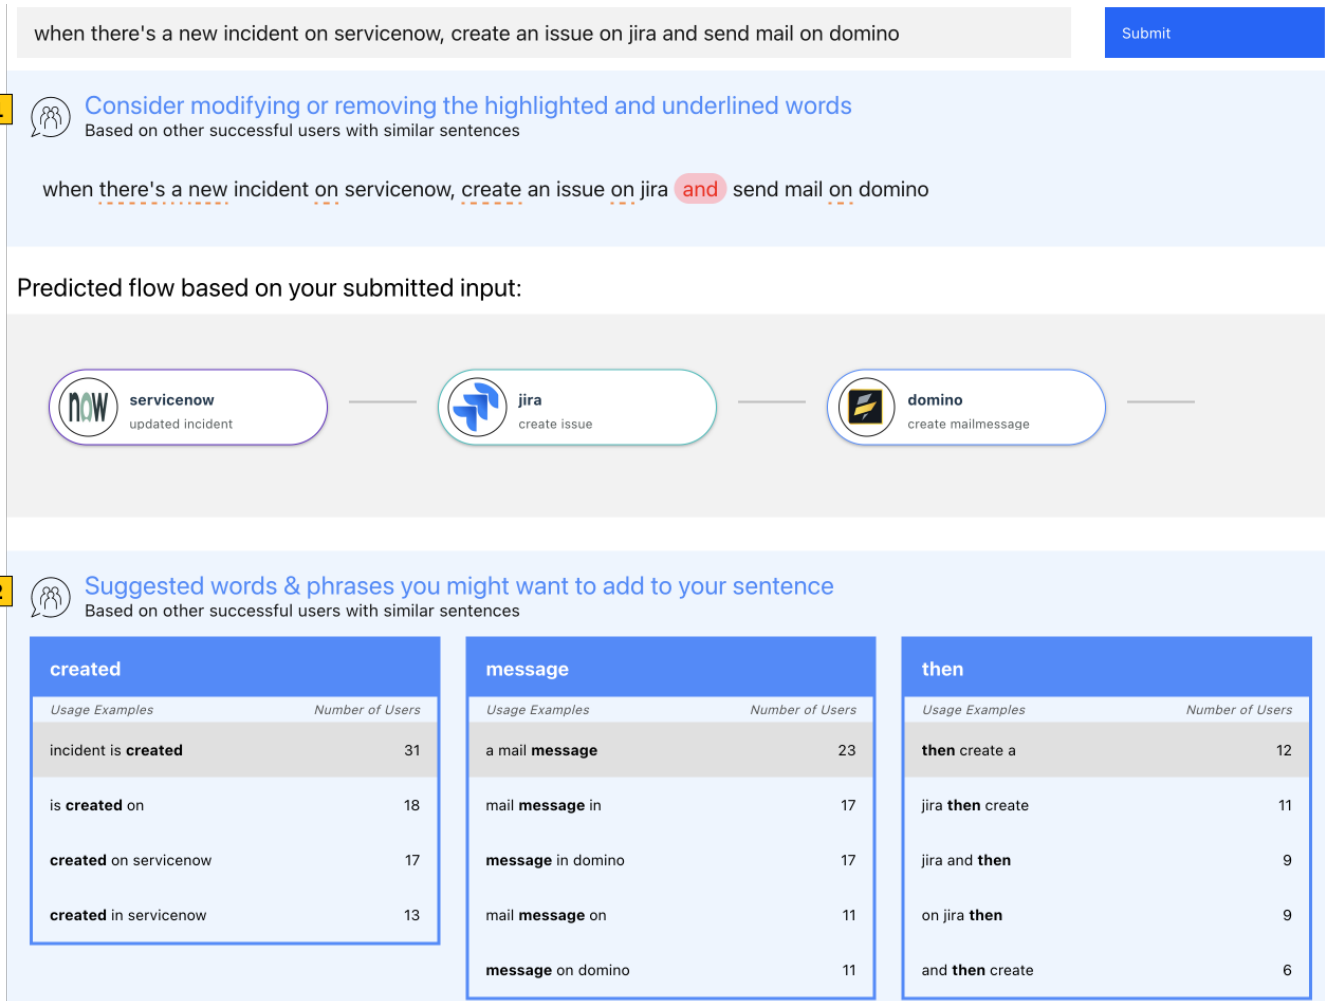 when there's a new incident on servicenow, create an issue on jira and send mail on domino
Submit
1
Consider modifying or removing the highlighted and underlined words
Based on other successful users with similar sentences
when there's a new incident on servicenow, create an issue on jira and send mail on domino
Predicted flow based on your submitted input:
now
servicenow
updated incident
jira
create issue
domino
create mailmessage
2
Suggested words & phrases you might want to add to your sentence
Based on other successful users with similar sentences
created
Usage Examples Number of Users
incident is created 31
is created on 18
created on servicenow 17
created in servicenow 13
message
Usage Examples Number of Users
a mail message 23
mail message in 17
message in domino 17
mail message on 11
message on domino 11
then
Usage Examples Number of Users
then create a 12
jira then create 11
jira and then 9
on jira then 9
and then create 6